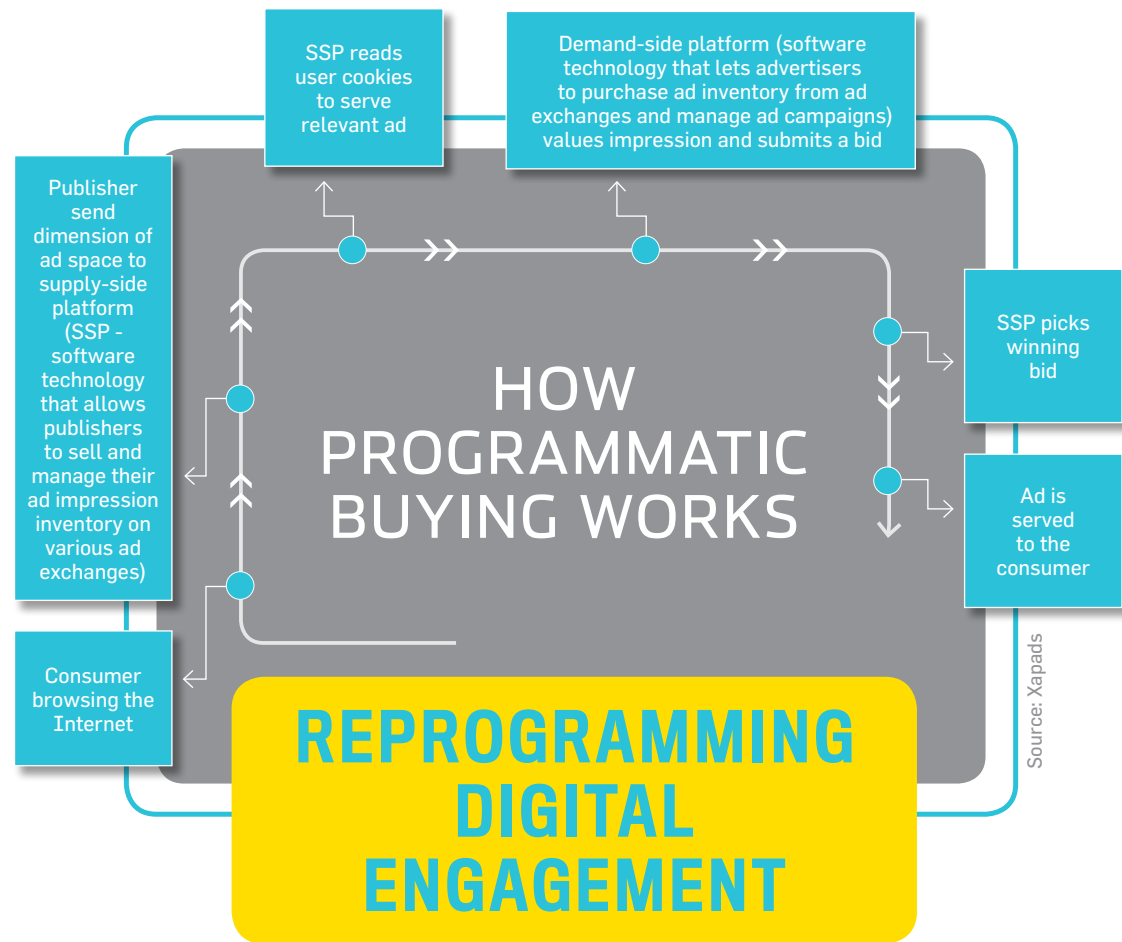 SSP reads
user cookies
to serve
relevant ad
Demand-side platform (software
technology that lets advertisers
to purchase ad inventory from ad
exchanges and manage ad campaigns)
values impression and submits a bid
Publisher
send
dimension of
ad space to
supply-side
platform
(SSP -
software
technology
that allows
publishers
to sell and
manage their
ad impression
inventory on
various ad
exchanges)
SSP picks
winning
bid
HOW
PROGRAMMATIC
BUYING WORKS
Ad is
served
to the
consumer
Consumer
browsing the
Internet
Source: Xapads
REPROGRAMMING
DIGITAL
ENGAGEMENT